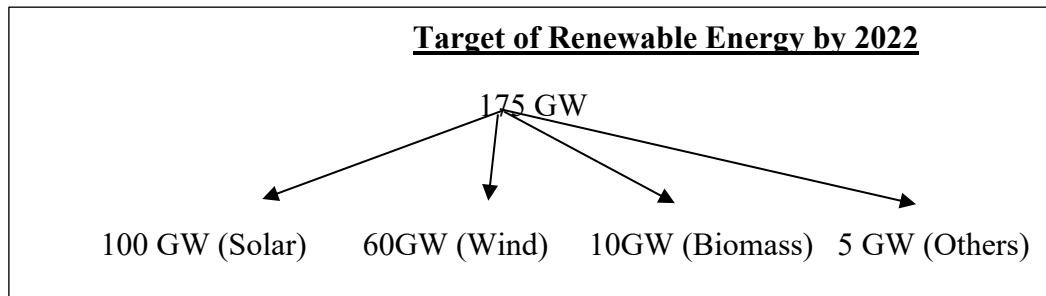 Target of Renewable Energy by 2022
175 GW
100 GW (Solar) 60GW (Wind) 10GW (Biomass) 5 GW (Others)